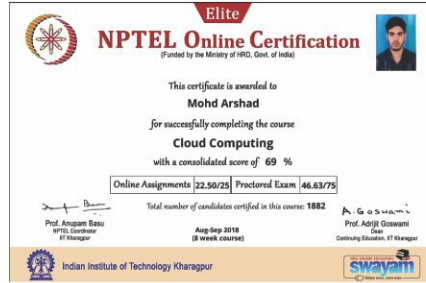 Elite
NPTEL Online Certification
(Funded by the Ministry of HRD, Govt. of India)
This certificate is awarded to
Mohd Arshad
for successfully completing the course
Cloud Computing
with a consolidated score of 69 %
Online Assignments 22.50/25 Proctored Exam 46.63/75
Total number of candidates certified in this course: 1882
A. Goswami
Prof. Anupam Basu
NPTEL Coordinator
IIT Kharagpur
Aug-Sep 2018
(8 week course)
Prof. Adrijit Goswami
Dean
Continuing Education, IIT Kharagpur
Indian Institute of Technology Kharagpur
FREE ONLINE EDUCATION
swayam